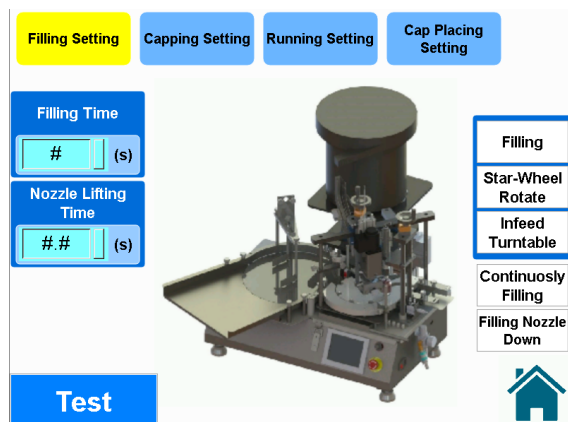 Filling Setting
Capping Setting
Running Setting
Cap Placing
Setting
Filling Time
#
(s)
Nozzle Lifting
Time
#.#
(s)
Filling
Star-Wheel
Rotate
Infeed
Turntable
Continuosly
Filling
Filling Nozzle
Down
Test